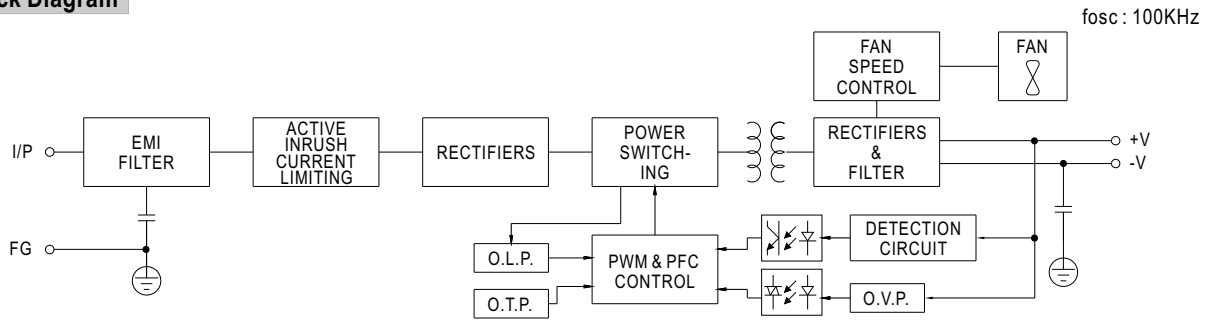 ck Diagram
fosc : 100KHz
FAN
SPEED
CONTROL
FAN
I/P
EMI
FILTER
ACTIVE
INRUSH
CURRENT
LIMITING
RECTIFIERS
POWER
SWITCH-
ING
RECTIFIERS
&
FILTER
+V
-V
FG
O.L.P.
O.T.P.
PWM & PFC
CONTROL
DETECTION
CIRCUIT
O.V.P.